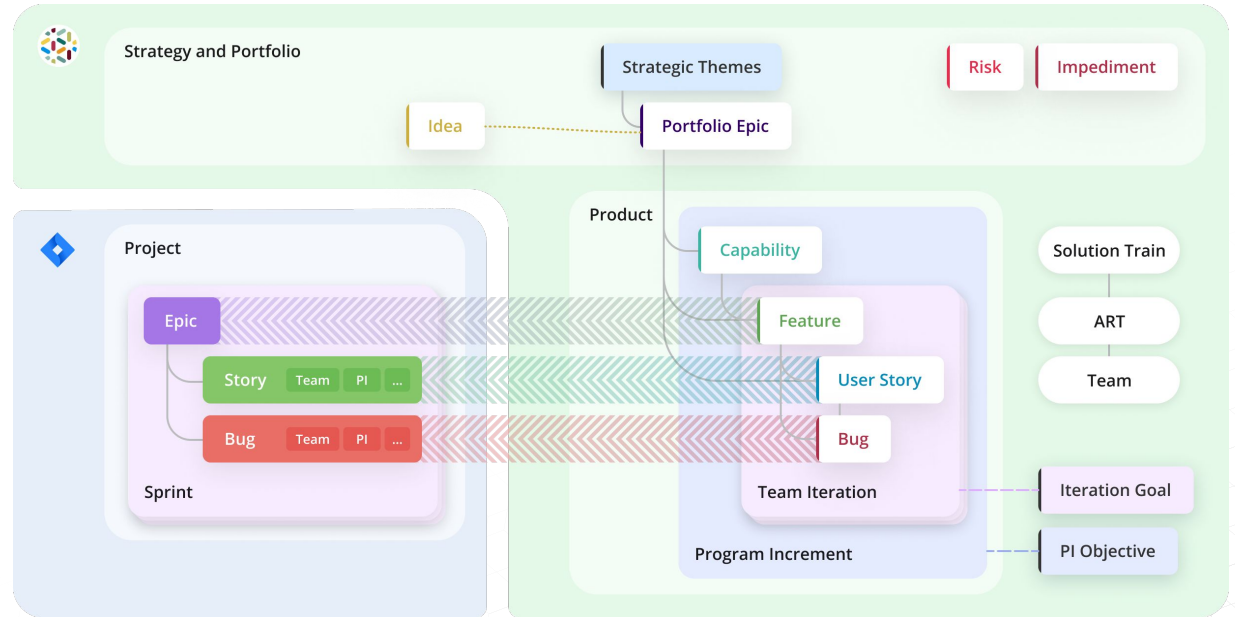 Strategy and Portfolio
Strategic Themes
Risk
Impediment
Idea
Portfolio Epic
Project
Epic
Story Team PI ...
Bug Team PI ...
Sprint
Product
Capability
Feature
User Story
Bug
Team Iteration
Program Increment
Solution Train
ART
Team
Iteration Goal
PI Objective